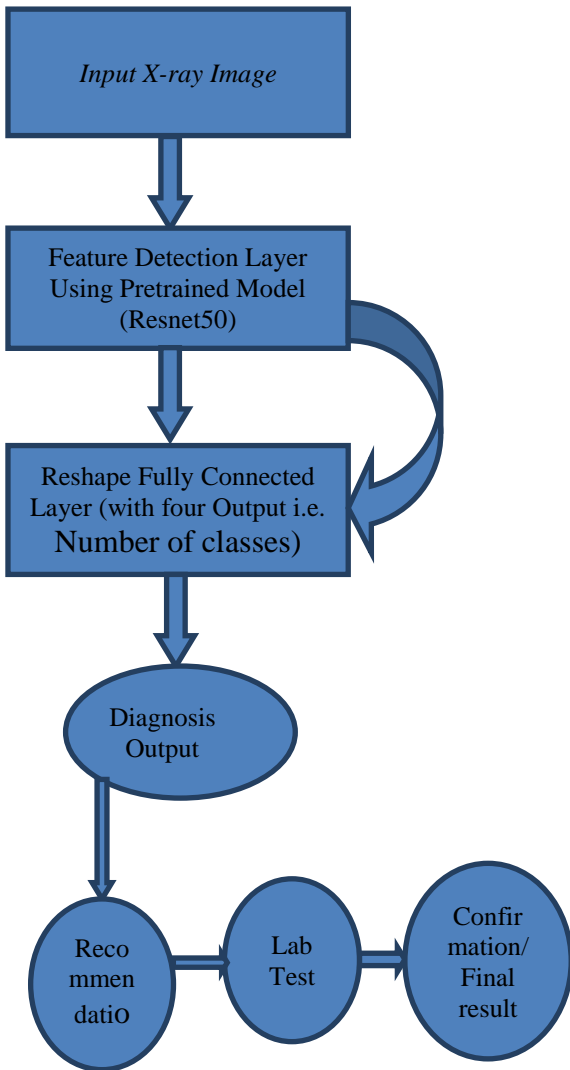 Input X-ray Image
Feature Detection Layer
Using Pretrained Model
(Resnet50)
Reshape Fully Connected
Layer (with four Output i.e.
Number of classes)
Diagnosis
Output
Reco
mmen
datio
Lab
Test
Confir
mation/
Final
result